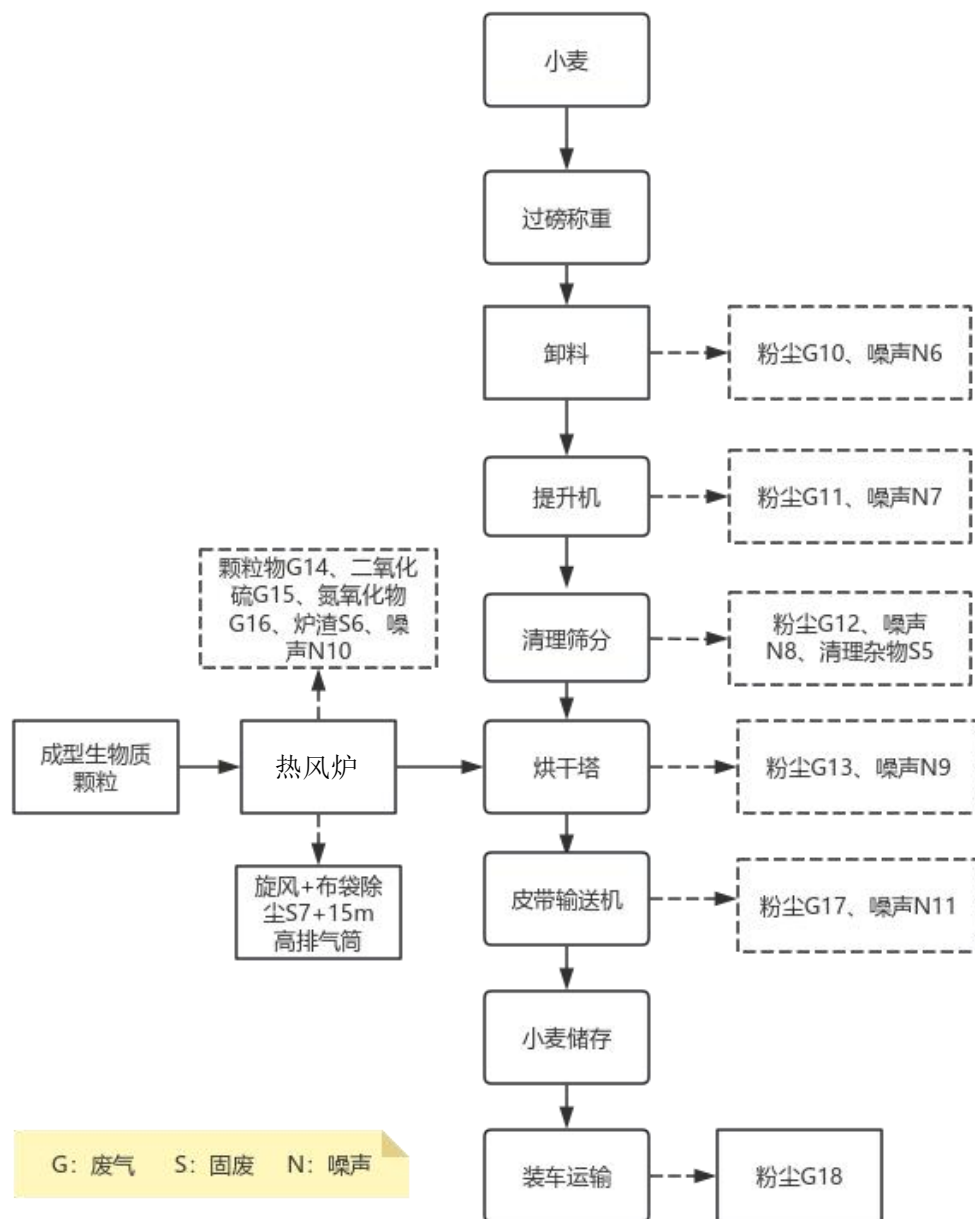 小麦
过磅称重
卸料
粉尘G10、噪声N6
提升机
粉尘G11、噪声N7
颗粒物G14、二氧化
硫G15、氮氧化物
G16、炉渣S6、噪
声N10
清理筛分
粉尘G12、噪声
N8、清理杂物S5
成型生物质
颗粒
热风炉
烘干塔
粉尘G13、噪声N9
旋风+布袋除
尘S7+15m
高排气筒
皮带输送机
粉尘G17、噪声N11
小麦储存
G：废气 S：固废 N：噪声
装车运输
粉尘G18